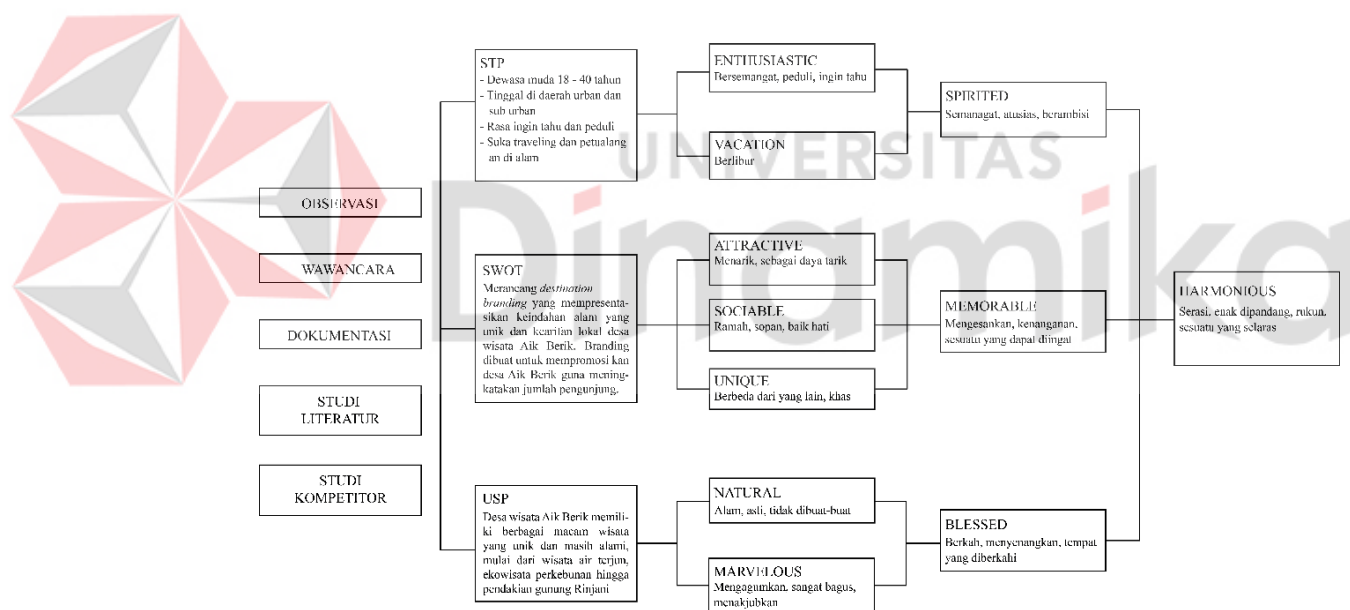 OBSERVASI
WAWANCARA
DOKUMENTASI
STUDI
LITERATUR
STUDI
KOMPETITOR
STP
- Dewasa muda 18 - 40 tahun
- Tinggal di daerah urban dan
sub urban
- Rasa ingin tahu dan peduli
- Suka traveling dan petualang
an di alam
SWOT
Merancang destination
branding yang mempresenta-
sikan keindahan alam yang
unik dan kearifan lokal desa
wisata Aik Berik. Branding
dibuat untuk mempromosi kan
desa Aik Berik guna mening-
katakan jumlah pengunjung.
USP
Desa wisata Aik Berik memili-
ki berbagai macam wisata
yang unik dan masih alami,
mulai dari wisata air terjun,
ekowisata perkebunan hingga
pendakian gunung Rinjani
ENTHUSIASTIC
Bersemangat, peduli, ingin tahu
VACATION
Berlibur
ATTRACTIVE
Menarik, sebagai daya tarik
SOCIABLE
Ramah, sopan, baik hati
UNIQUE
Berbeda dari yang lain, khas
NATURAL
Alam, asli, tidak dibuat-buat
MARVELOUS
Mengagumkan, sangat bagus,
menakjubkan
SPIRITED
Semanagat, atusias, berambisi
MEMORABLE
Mengesankan, kenanganan,
sesuatu yang dapat diingat
BLESSED
Berkah, menyenangkan, tempat
yang diberkahi
HARMONIOUS
Serasi, enak dipandang, rukun,
sesuatu yang selaras
UNIVERSITAS
Dinamika